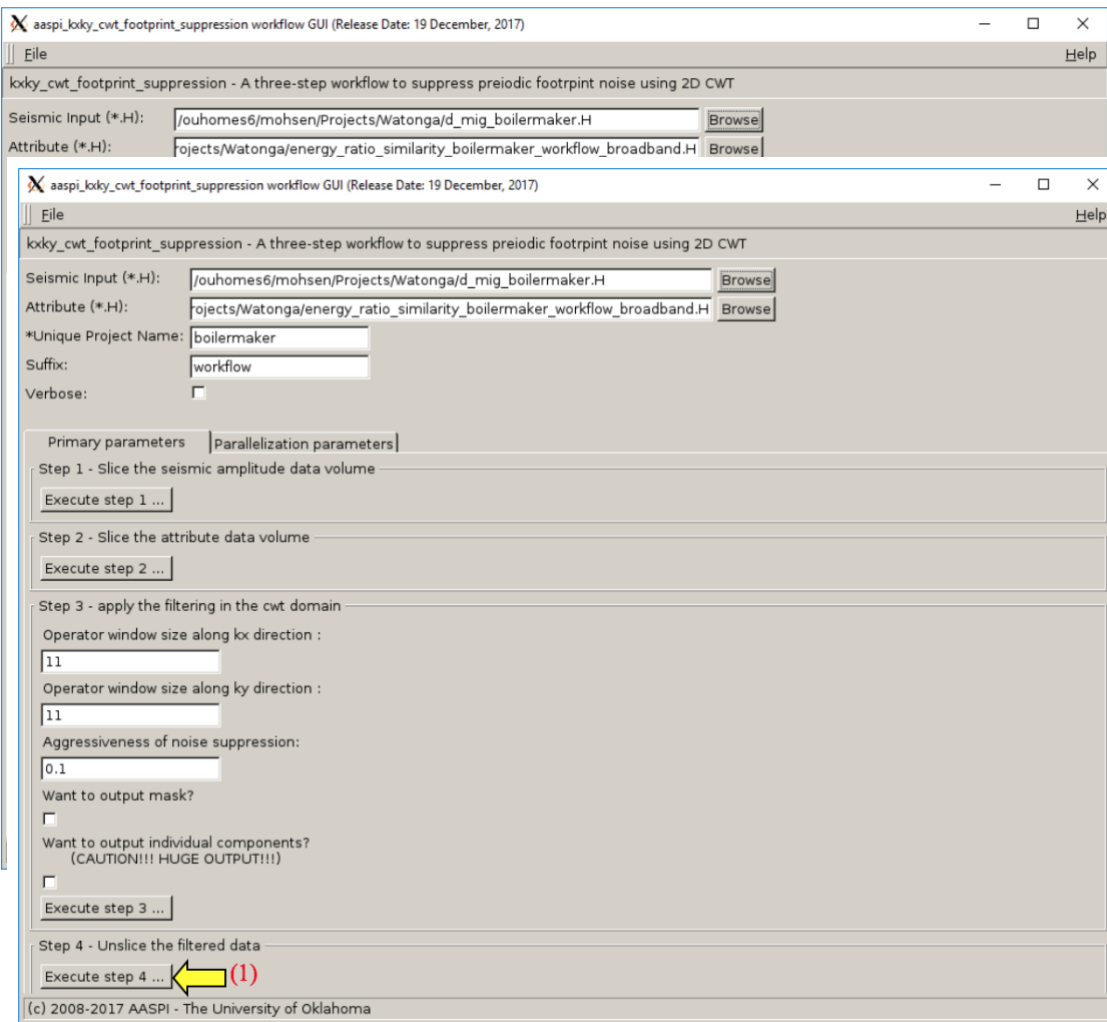 aaspi_kxky_cwt_footprint_suppression workflow GUI (Release Date: 19 December, 2017)
File Help
kxky_cwt_footprint_suppression - A three-step workflow to suppress preiodic footrpint noise using 2D CWT
Seismic Input (*.H): /ouhomes6/mohsen/Projects/Watonga/d_mig_boilermaker.H Browse
Attribute (*.H): rojects/Watonga/energy_ratio_similarity_boilermaker_workflow_broadband.H Browse
aaspi_kxky_cwt_footprint_suppression workflow GUI (Release Date: 19 December, 2017)
File Help
kxky_cwt_footprint_suppression - A three-step workflow to suppress preiodic footrpint noise using 2D CWT
Seismic Input (*.H): /ouhomes6/mohsen/Projects/Watonga/d_mig_boilermaker.H Browse
Attribute (*.H): rojects/Watonga/energy_ratio_similarity_boilermaker_workflow_broadband.H Browse
*Unique Project Name: boilermaker
Suffix: workflow
Verbose:
Primary parameters Parallelization parameters
Step 1 - Slice the seismic amplitude data volume
Execute step 1 ...
Step 2 - Slice the attribute data volume
Execute step 2 ...
Step 3 - apply the filtering in the cwt domain
Operator window size along kx direction :
11
Operator window size along ky direction :
11
Aggressiveness of noise suppression:
0.1
Want to output mask?
Want to output individual components?
(CAUTION!!! HUGE OUTPUT!!!)
Execute step 3 ...
Step 4 - Unslice the filtered data
Execute step 4 ... (1)
(c) 2008-2017 AASPI - The University of Oklahoma